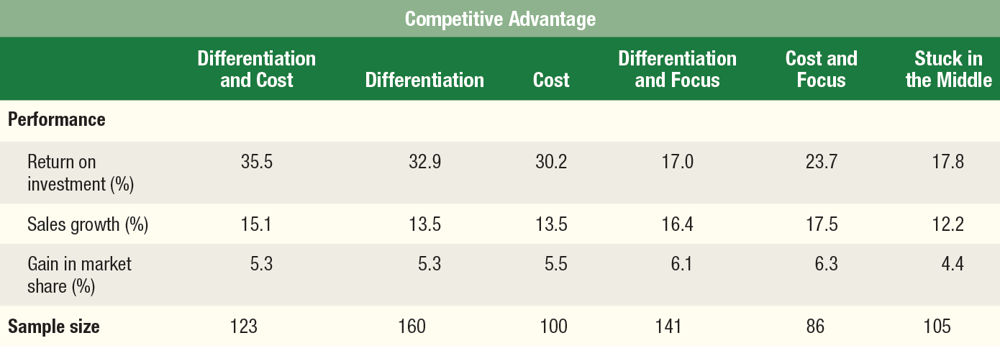 Competitive Advantage
Differentiation and Cost Differentiation Cost Differentiation and Focus Cost and Focus Stuck in the Middle
Performance
Return on investment (%) 35.5 32.9 30.2 17.0 23.7 17.8
Sales growth (%) 15.1 13.5 13.5 16.4 17.5 12.2
Gain in market share (%) 5.3 5.3 5.5 6.1 6.3 4.4
Sample size 123 160 100 141 86 105